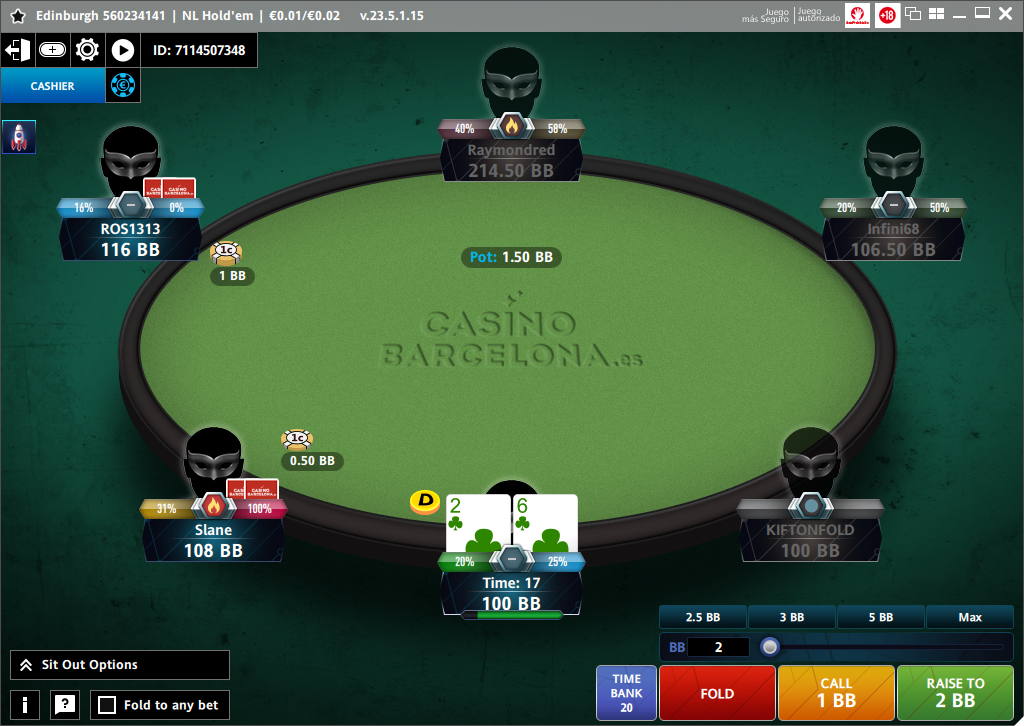 Edinburgh 560234141 | NL Hold'em | €0.01/€0.02 v.23.5.1.15
Juego más Seguro
Juego autorizado
+18
ID: 7114507348
CASHIER
40% 58%
Raymondred
214.50 BB
16% 0%
ROS1313
116 BB
20% 50%
Infini68
106.50 BB
1c
1 BB
Pot: 1.50 BB
CASINO
BARCELONA.es
1c
0.50 BB
31% 100%
Slane
108 BB
D
2 6
20% 25%
Time: 17
100 BB
KIFTONFOLD
100 BB
2.5 BB 3 BB 5 BB Max
BB 2
TIME
BANK
20
FOLD
CALL
1 BB
RAISE TO
2 BB
Sit Out Options
Fold to any bet